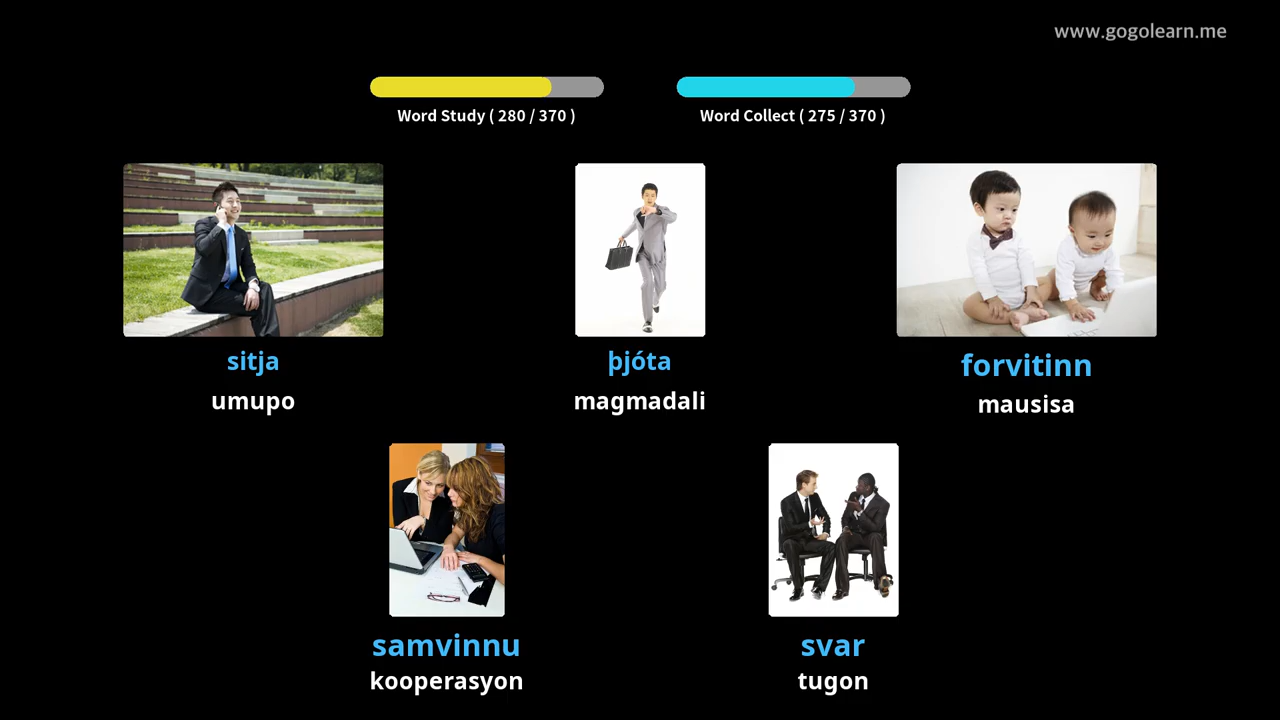 www.gogolearn.me
Word Study ( 280 / 370 )
Word Collect ( 275 / 370 )
sitja
umupo
þjóta
magmadali
forvitinn
mausisa
samvinnu
kooperasyon
svar
tugon